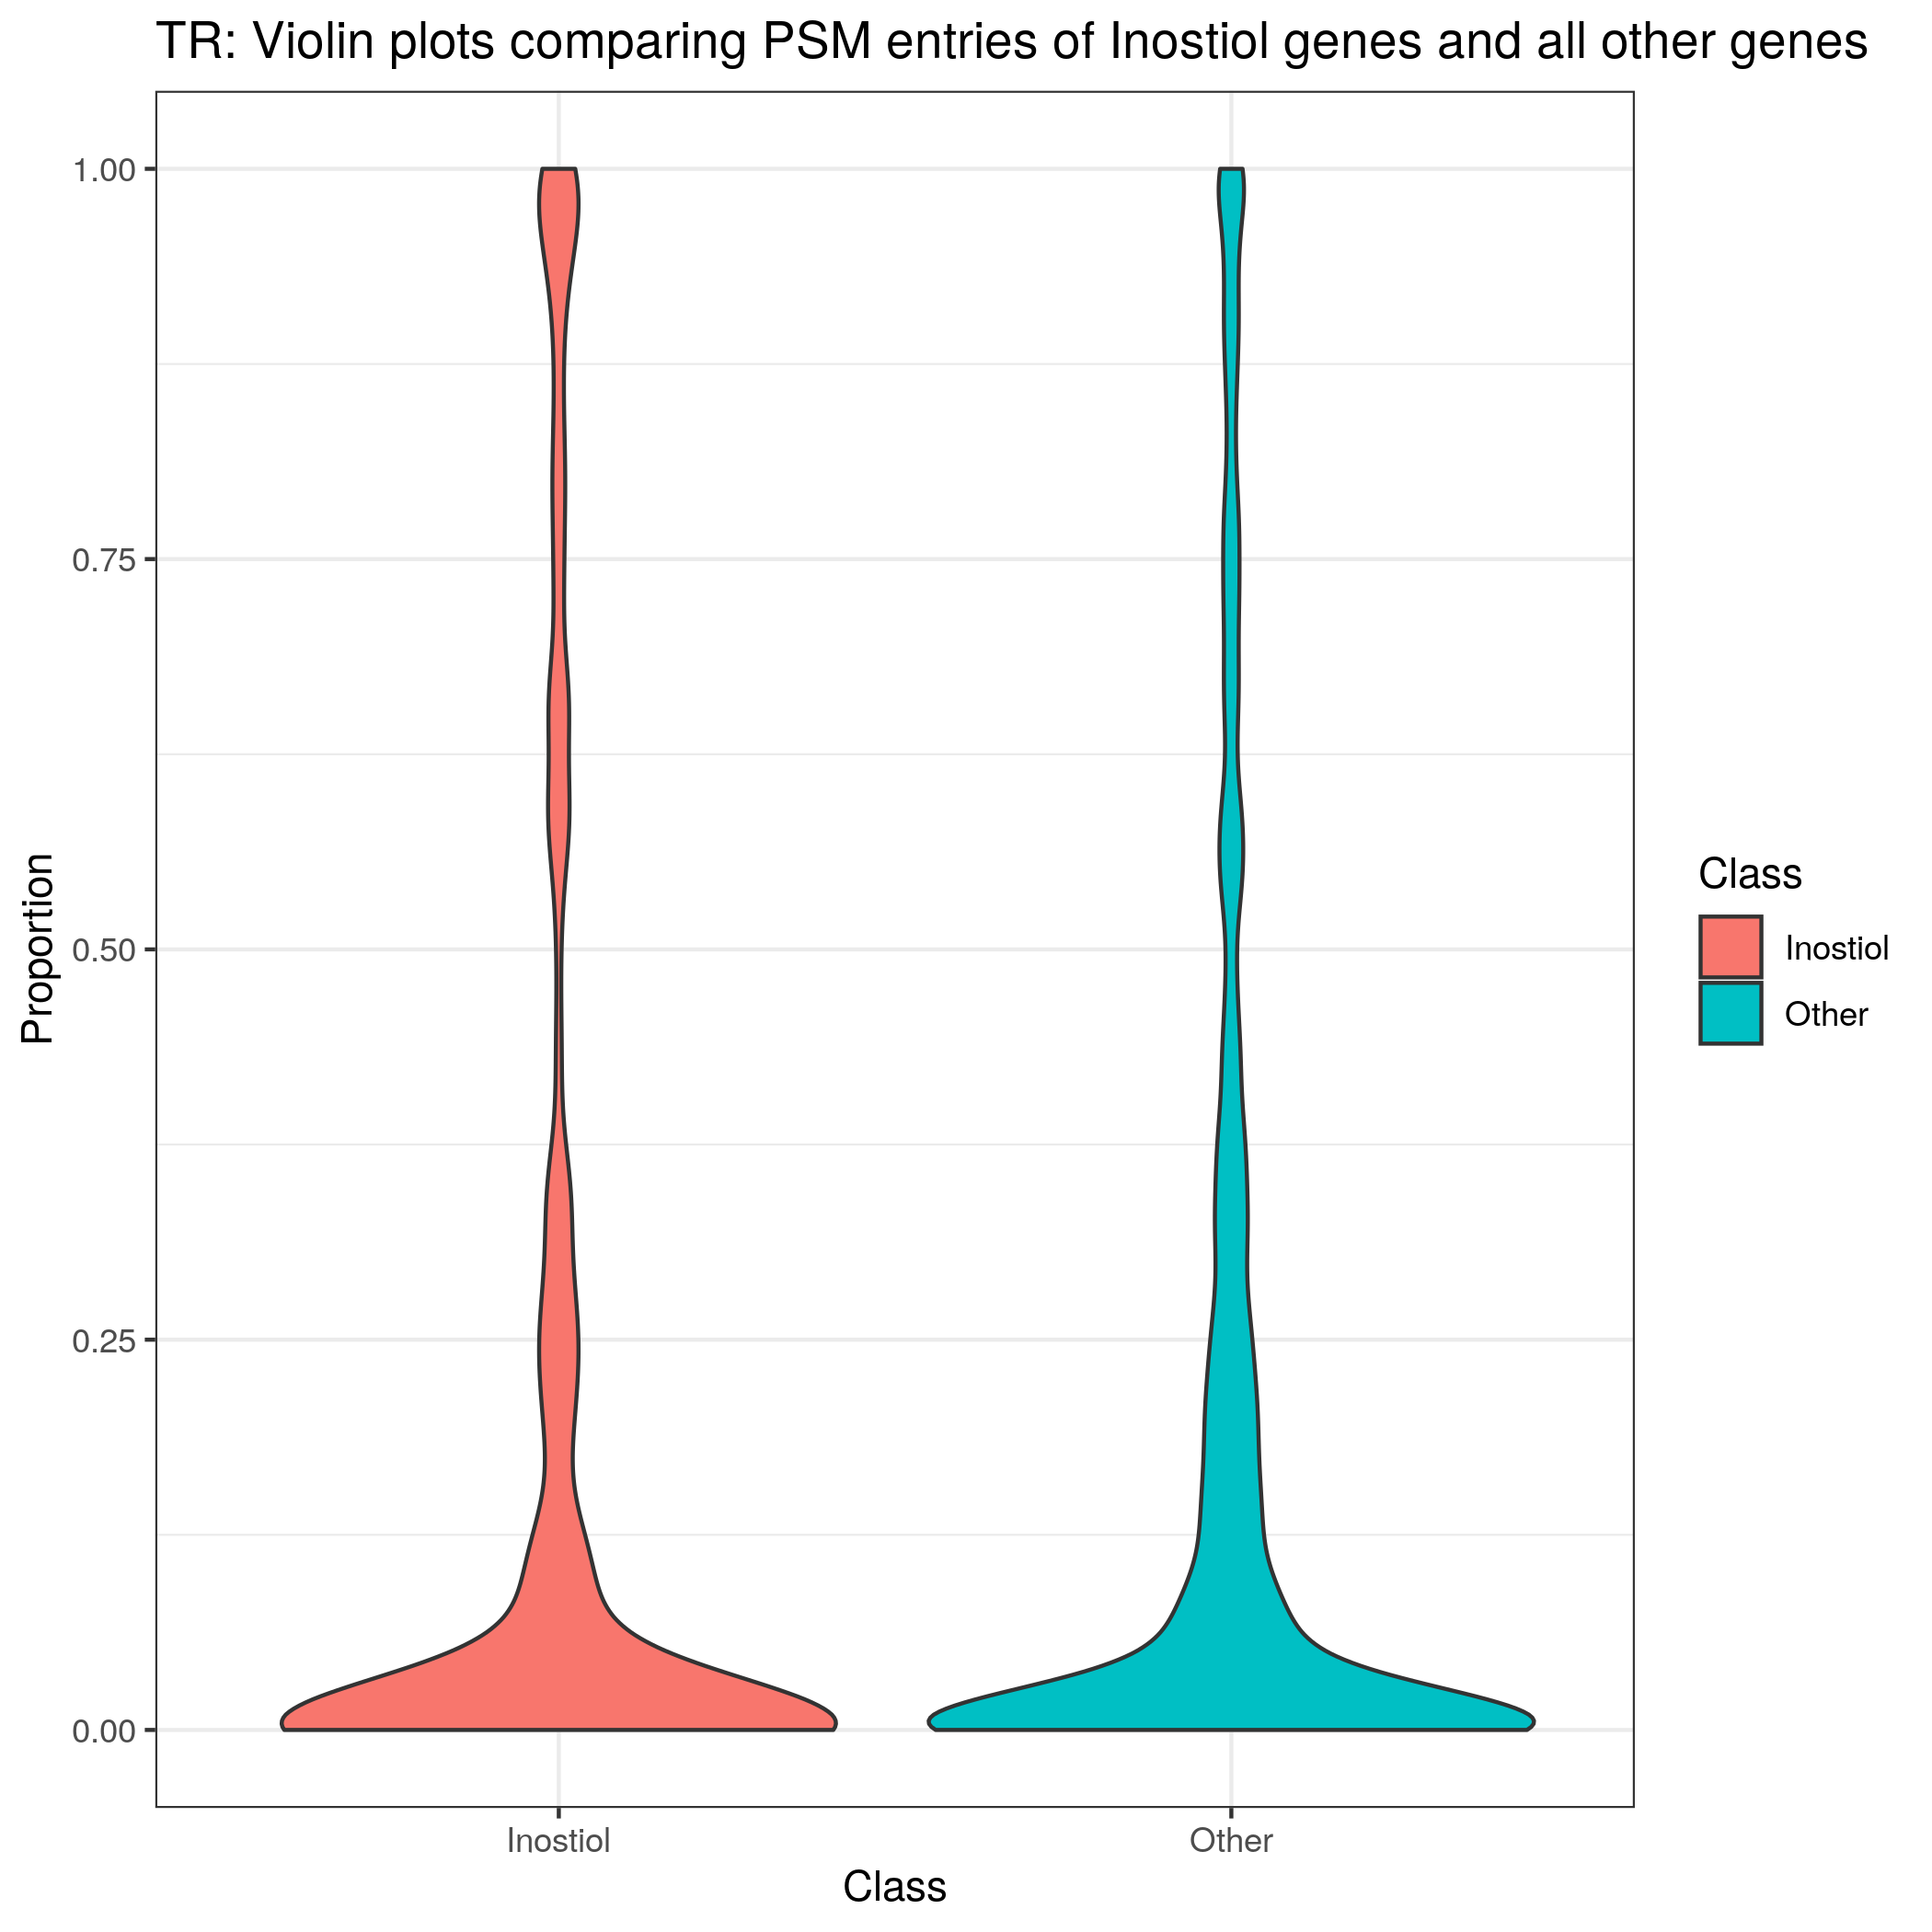 TR: Violin plots comparing PSM entries of Inostiol genes and all other genes
1.00
0.75
0.50
0.25
0.00
Proportion
Inostiol
Other
Class
Class
Inostiol
Other